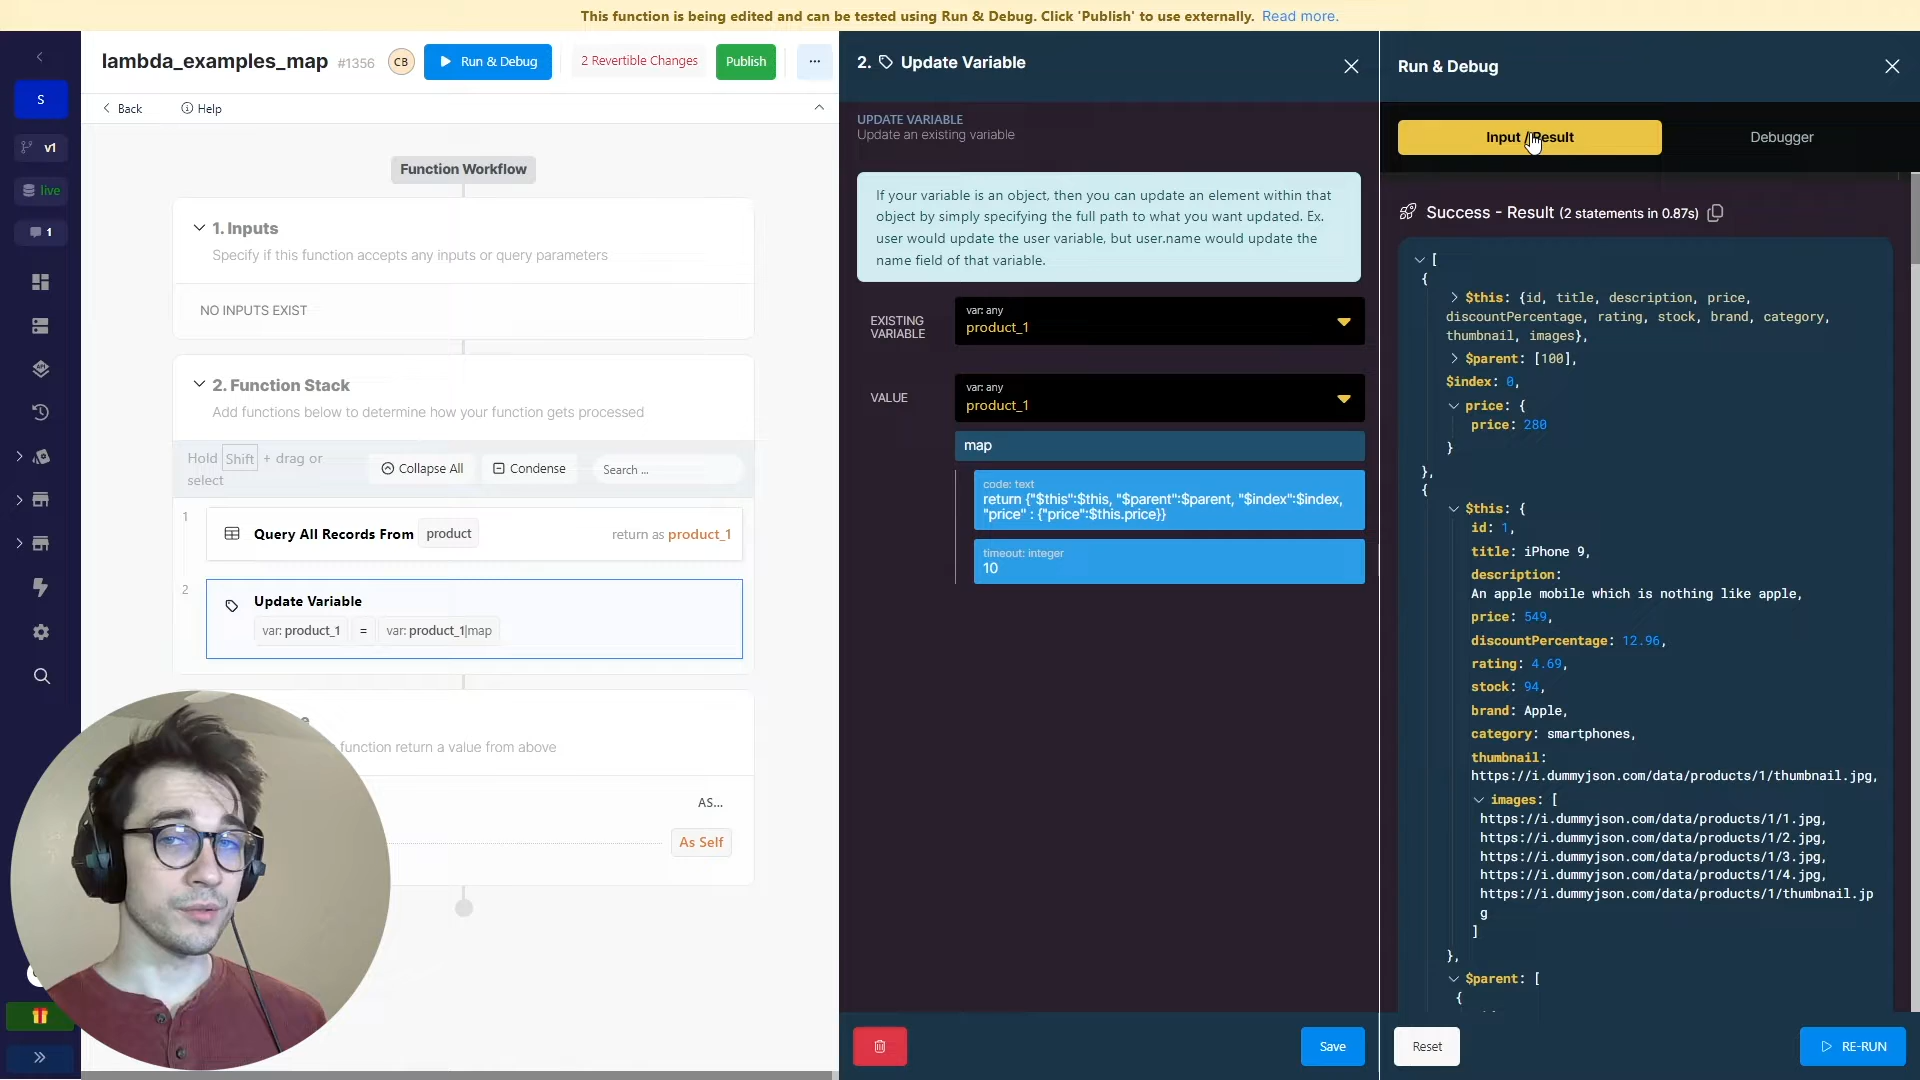 This function is being edited and can be tested using Run & Debug. Click 'Publish' to use externally. Read more.
lambda_examples_map #1356 CB Run & Debug 2 Revertible Changes Publish ...
Back Help
S
v1
live
1
Function Workflow
1. Inputs
Specify if this function accepts any inputs or query parameters
NO INPUTS EXIST
2. Function Stack
Add functions below to determine how your function gets processed
Hold Shift + drag or
select
Collapse All Condense Search ...
1
Query All Records From product return as product_1
2
Update Variable
var: product_1 = var: product_1|map
function return a value from above
AS...
As Self
2. Update Variable
UPDATE VARIABLE
Update an existing variable
If your variable is an object, then you can update an element within that
object by simply specifying the full path to what you want updated. Ex.
user would update the user variable, but user.name would update the
name field of that variable.
EXISTING
VARIABLE
var: any
product_1
VALUE
var: any
product_1
map
code: text
return {"$this":$this, "$parent":$parent, "$index":$index,
"price" : {"price":$this.price}}
timeout: integer
10
Save
Run & Debug
Input / Result Debugger
Success - Result (2 statements in 0.87s)
[
{
$this: {id, title, description, price,
discountPercentage, rating, stock, brand, category,
thumbnail, images},
$parent: [100],
$index: 0,
price: {
price: 280
}
},
{
$this: {
id: 1,
title: iPhone 9,
description:
An apple mobile which is nothing like apple,
price: 549,
discountPercentage: 12.96,
rating: 4.69,
stock: 94,
brand: Apple,
category: smartphones,
thumbnail:
https://i.dummyjson.com/data/products/1/thumbnail.jpg,
images: [
https://i.dummyjson.com/data/products/1/1.jpg,
https://i.dummyjson.com/data/products/1/2.jpg,
https://i.dummyjson.com/data/products/1/3.jpg,
https://i.dummyjson.com/data/products/1/4.jpg,
https://i.dummyjson.com/data/products/1/thumbnail.jp
g
]
},
$parent: [
{
Reset RE-RUN